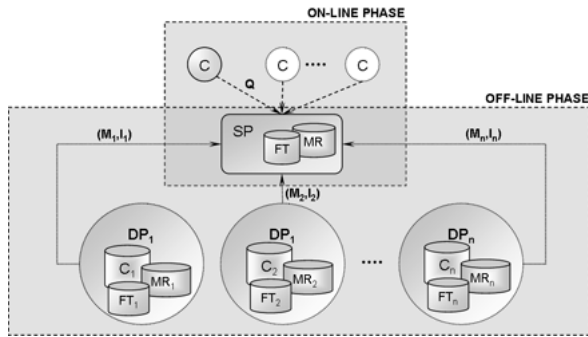 ON-LINE PHASE
C C .... C
Q
OFF-LINE PHASE
(M1,I1) SP FT MR (Mn,In)
(M2,I2)
DP1 DP1 DPn
C1 MR1 FT1 C2 MR2 FT2 .... Cn MRn FTn